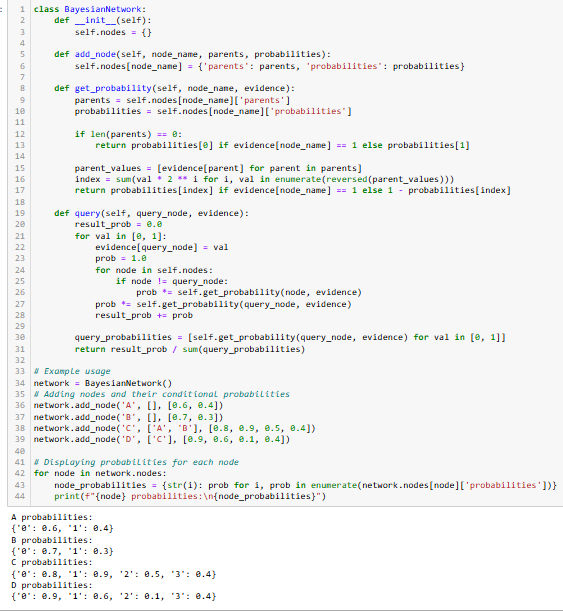 1 class BayesianNetwork:
2     def __init__(self):
3         self.nodes = {}
4
5     def add_node(self, node_name, parents, probabilities):
6         self.nodes[node_name] = {'parents': parents, 'probabilities': probabilities}
7
8     def get_probability(self, node_name, evidence):
9         parents = self.nodes[node_name]['parents']
10         probabilities = self.nodes[node_name]['probabilities']
11
12         if len(parents) == 0:
13             return probabilities[0] if evidence[node_name] == 1 else probabilities[1]
14
15         parent_values = [evidence[parent] for parent in parents]
16         index = sum(val * 2 ** i for i, val in enumerate(reversed(parent_values)))
17         return probabilities[index] if evidence[node_name] == 1 else 1 - probabilities[index]
18
19     def query(self, query_node, evidence):
20         result_prob = 0.0
21         for val in [0, 1]:
22             evidence[query_node] = val
23             prob = 1.0
24             for node in self.nodes:
25                 if node != query_node:
26                     prob *= self.get_probability(node, evidence)
27             prob *= self.get_probability(query_node, evidence)
28             result_prob += prob
29
30         query_probabilities = [self.get_probability(query_node, evidence) for val in [0, 1]]
31         return result_prob / sum(query_probabilities)
32
33 # Example usage
34 network = BayesianNetwork()
35 # Adding nodes and their conditional probabilities
36 network.add_node('A', [], [0.6, 0.4])
37 network.add_node('B', [], [0.7, 0.3])
38 network.add_node('C', ['A', 'B'], [0.8, 0.9, 0.5, 0.4])
39 network.add_node('D', ['C'], [0.9, 0.6, 0.1, 0.4])
40
41 # Displaying probabilities for each node
42 for node in network.nodes:
43     node_probabilities = {str(i): prob for i, prob in enumerate(network.nodes[node]['probabilities'])}
44     print(f"{node} probabilities:\n{node_probabilities}")
A probabilities:
{'0': 0.6, '1': 0.4}
B probabilities:
{'0': 0.7, '1': 0.3}
C probabilities:
{'0': 0.8, '1': 0.9, '2': 0.5, '3': 0.4}
D probabilities:
{'0': 0.9, '1': 0.6, '2': 0.1, '3': 0.4}